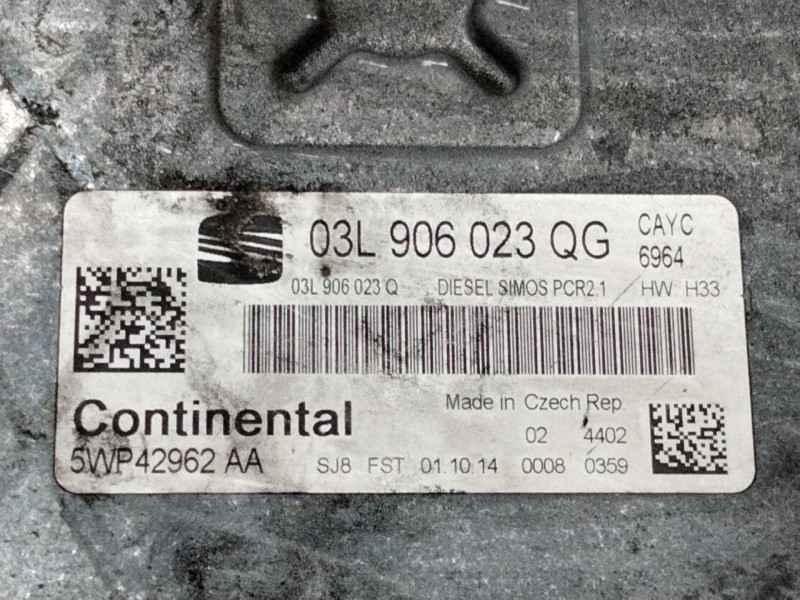 03L 906 023 QG CAYC
6964
03L 906 023 Q DIESEL SIMOS PCR2.1 HW H33
Continental
Made in Czech Rep.
02 4402
5WP42962 AA SJ8 FST 01.10.14 0008 0359